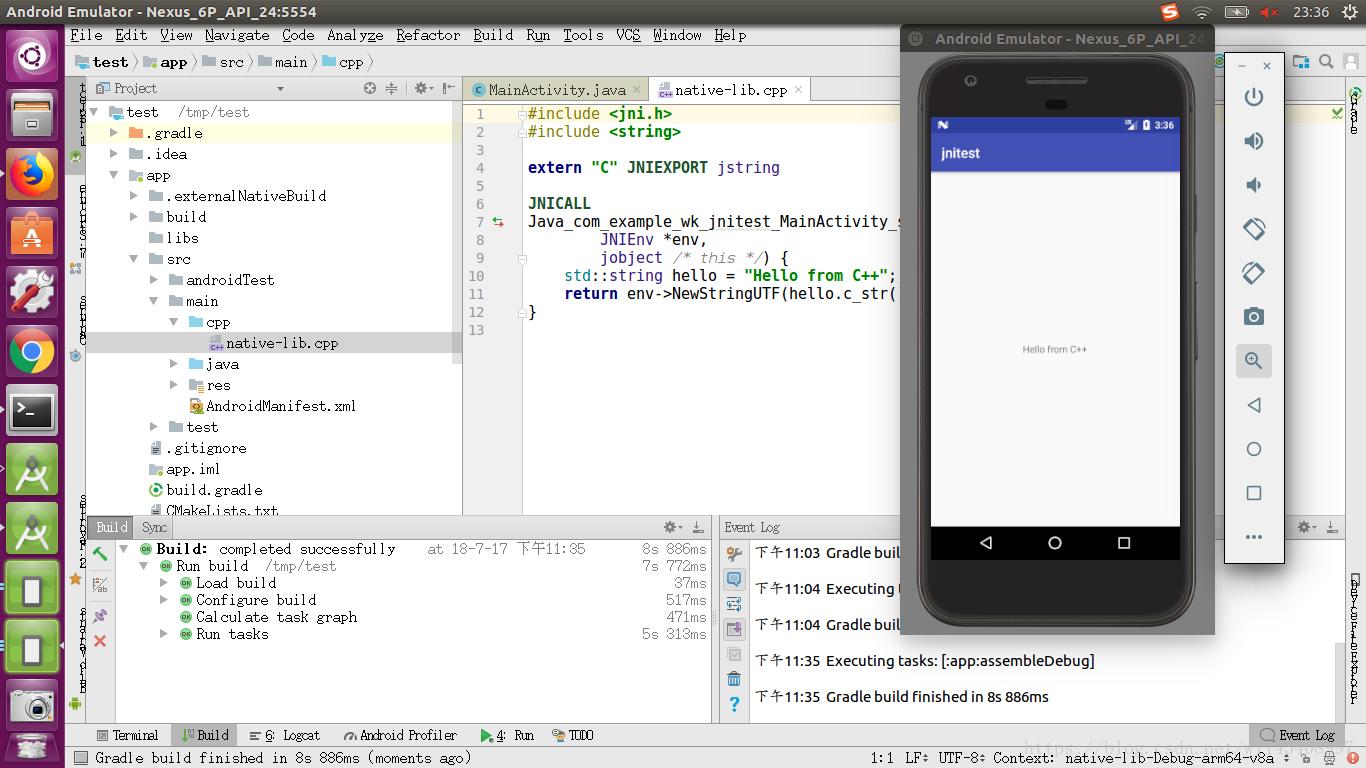 Android Emulator - Nexus_6P_API_24:5554
23:36
File Edit View Navigate Code Analyze Refactor Build Run Tools VCS Window Help
test app src main cpp
Project
test /tmp/test
.gradle
.idea
app
.externalNativeBuild
build
libs
src
androidTest
main
cpp
native-lib.cpp
java
res
AndroidManifest.xml
test
.gitignore
app.iml
build.gradle
CMakeLists.txt
MainActivity.java
native-lib.cpp
1 #include <jni.h>
2 #include <string>
3
4 extern "C" JNIEXPORT jstring
5
6 JNICALL
7 Java_com_example_wk_jnitest_MainActivity_s
8 JNIEnv *env,
9 jobject /* this */) {
10 std::string hello = "Hello from C++";
11 return env->NewStringUTF(hello.c_str(
12 }
13
Android Emulator - Nexus_6P_API_24
3:36
jnitest
Hello from C++
Build Sync
Build: completed successfully at 18-7-17 下午11:35 8s 886ms
Run build /tmp/test 7s 772ms
Load build 37ms
Configure build 517ms
Calculate task graph 471ms
Run tasks 5s 313ms
Event Log
下午11:03 Gradle buil
下午11:04 Executing
下午11:04 Gradle buil
下午11:35 Executing tasks: [:app:assembleDebug]
下午11:35 Gradle build finished in 8s 886ms
Terminal Build 6: Logcat Android Profiler 4: Run TODO Event Log
Gradle build finished in 8s 886ms (moments ago)
1:1 LF UTF-8 Context: native-lib-Debug-arm64-v8a